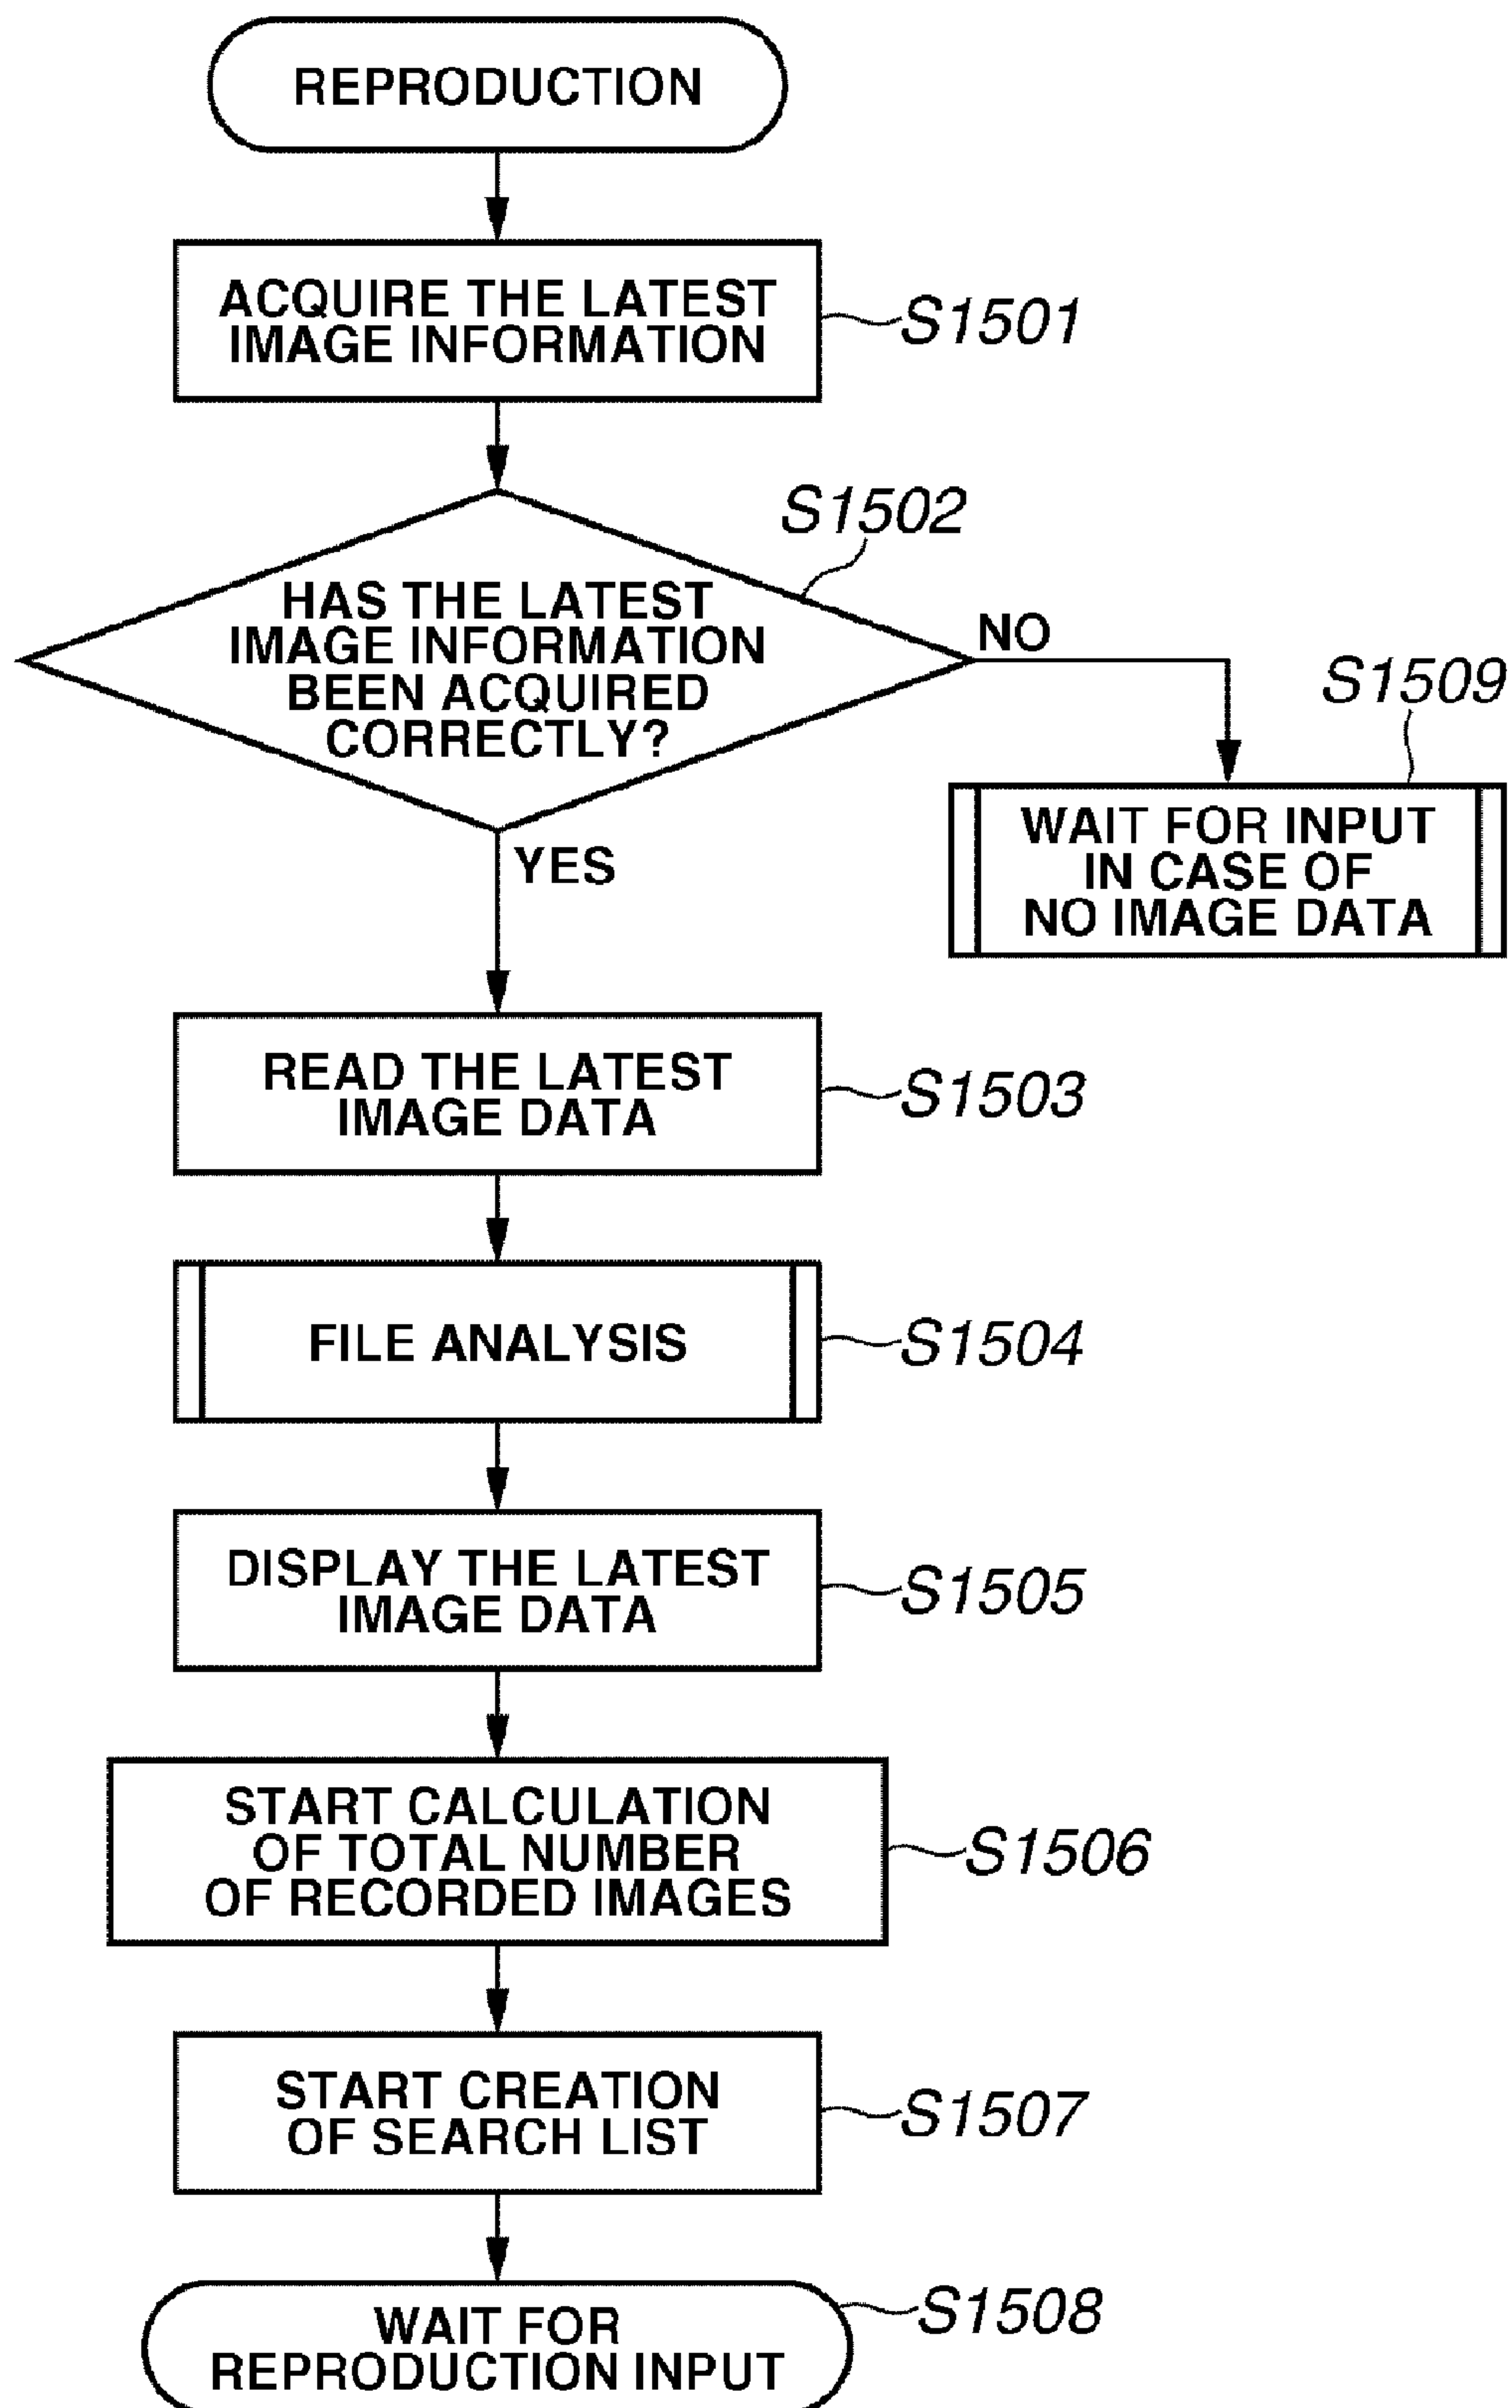 REPRODUCTION
ACQUIRE THE LATEST
IMAGE INFORMATION
S1501
S1502
HAS THE LATEST
IMAGE INFORMATION
BEEN ACQUIRED
CORRECTLY?
NO
S1509
WAIT FOR INPUT
IN CASE OF
NO IMAGE DATA
YES
READ THE LATEST
IMAGE DATA
S1503
FILE ANALYSIS
S1504
DISPLAY THE LATEST
IMAGE DATA
S1505
START CALCULATION
OF TOTAL NUMBER
OF RECORDED IMAGES
S1506
START CREATION
OF SEARCH LIST
S1507
WAIT FOR
REPRODUCTION INPUT
S1508